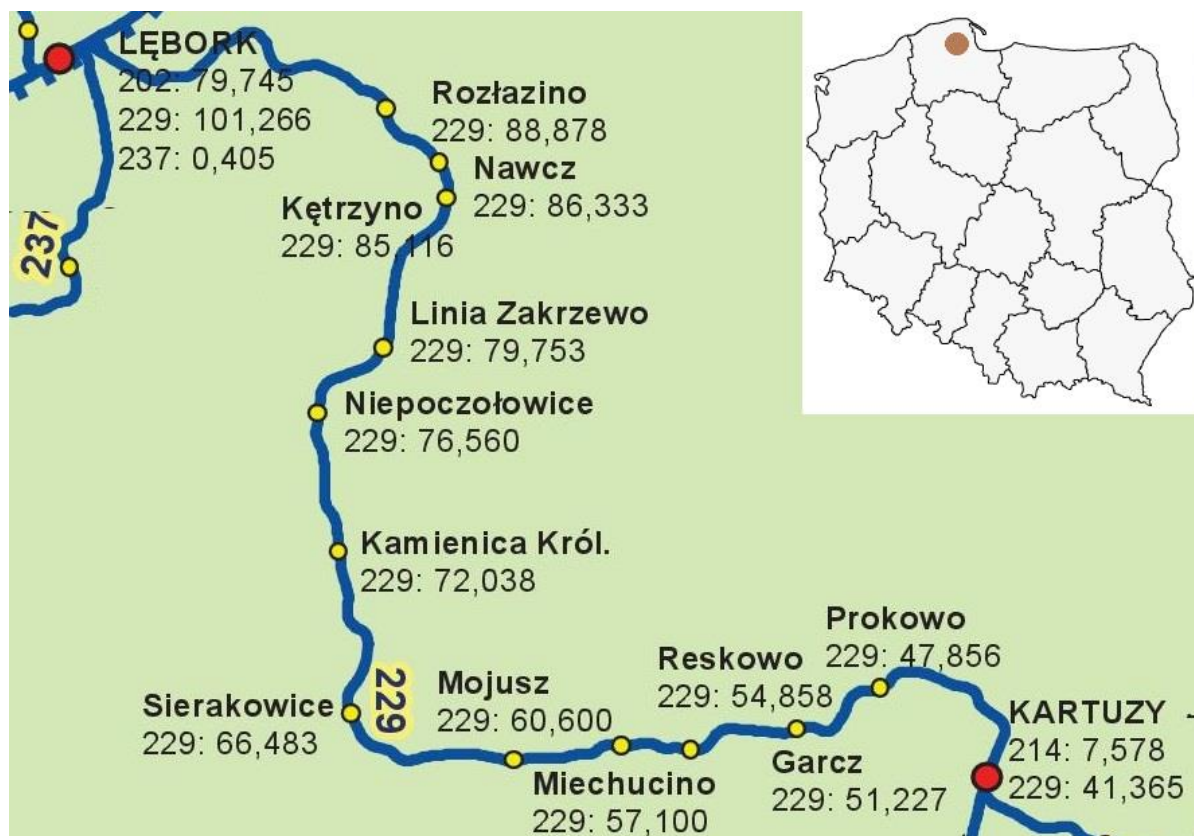 LĘBORK
202: 79,745
229: 101,266
237: 0,405
Rozłazino
229: 88,878
Nawcz
229: 86,333
Kętrzyno
229: 85,116
237
Linia Zakrzewo
229: 79,753
Niepoczołowice
229: 76,560
Kamienica Król.
229: 72,038
Sierakowice
229: 66,483
229
Mojusz
229: 60,600
Miechucino
229: 57,100
Reskowo
229: 54,858
Garcz
229: 51,227
Prokowo
229: 47,856
KARTUZY
214: 7,578
229: 41,365